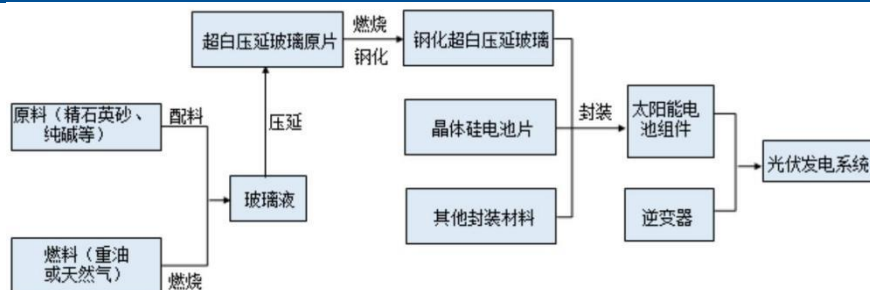 超白压延玻璃原片
燃烧
钢化
钢化超白压延玻璃
原料（精石英砂、
纯碱等）
配料
压延
晶体硅电池片
封装
太阳能电
池组件
光伏发电系统
玻璃液
其他封装材料
逆变器
燃料（重油
或天然气）
燃烧